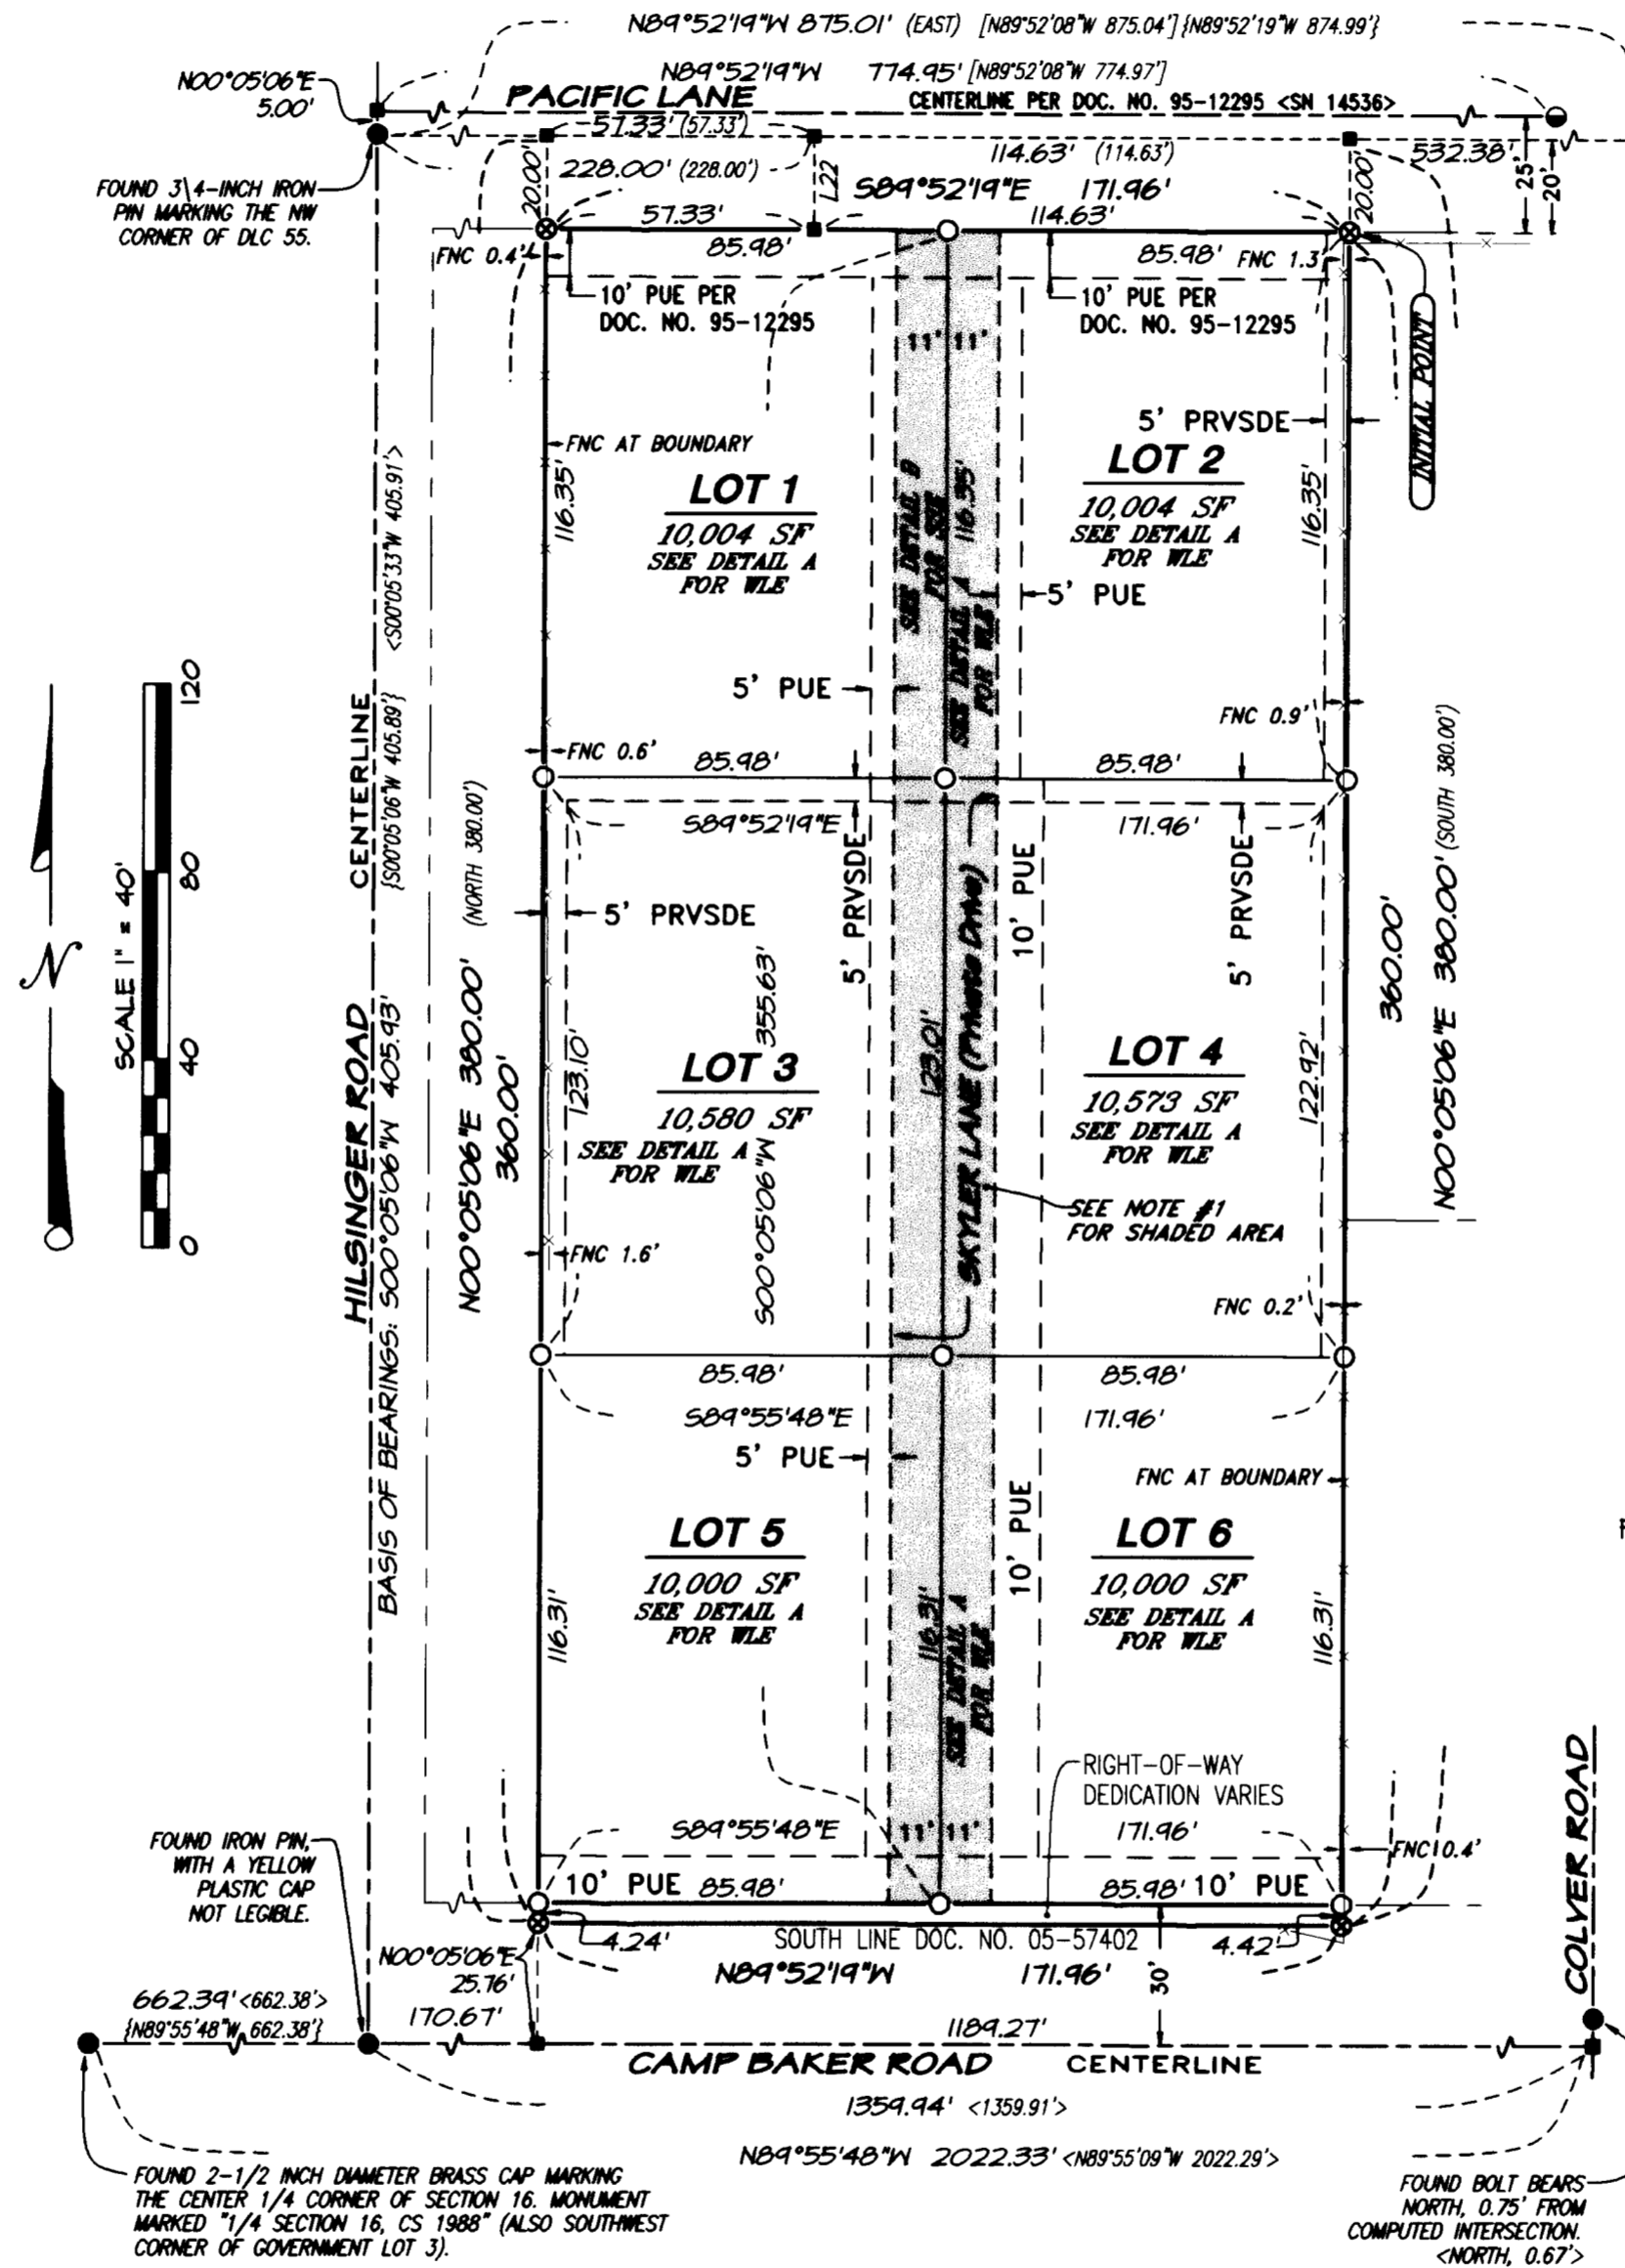 N89°52'19"W 875.01' (EAST) [N89°52'08"W 875.04'] {N89°52'19"W 874.99'}
N00°05'06"E
5.00'
N89°52'19"W 774.95' [N89°52'08"W 774.97']
PACIFIC LANE
CENTERLINE PER DOC. NO. 95-12295 <SN 14536>
57.33' (57.33')
228.00' (228.00')
114.63' (114.63')
532.38'
20.00'
L22
20.00'
25'
20'
FOUND 3\4-INCH IRON
PIN MARKING THE NW
CORNER OF DLC 55.
S89°52'19"E 171.96'
57.33'
114.63'
85.98'
85.98'
FNC 0.4'
FNC 1.3'
10' PUE PER
DOC. NO. 95-12295
10' PUE PER
DOC. NO. 95-12295
11' 11'
INITIAL POINT
FNC AT BOUNDARY
5' PRVSDE
<S00°05'33"W 405.91'>
116.35'
LOT 1
10,004 SF
SEE DETAIL A
FOR WLE
SEE DETAIL B
FOR SSE
116.35'
SEE DETAIL A
FOR WLE
LOT 2
10,004 SF
SEE DETAIL A
FOR WLE
116.35'
5' PUE
5' PUE
FNC 0.9'
FNC 0.6'
85.98'
85.98'
S89°52'19"E
171.96'
SCALE 1" = 40'
120
80
40
0
N
HILSINGER ROAD CENTERLINE
{S00°05'06"W 405.89'}
BASIS OF BEARINGS: S00°05'06"W 405.93'
(NORTH 380.00')
N00°05'06"E 380.00'
360.00'
5' PRVSDE
5' PRVSDE
10' PUE
5' PRVSDE
123.10'
S00°05'06"W 355.63'
LOT 3
10,580 SF
SEE DETAIL A
FOR WLE
123.01'
SKYLER LANE (Private Drive)
LOT 4
10,573 SF
SEE DETAIL A
FOR WLE
122.92'
360.00'
N00°05'06"E 380.00' (SOUTH 380.00')
SEE NOTE #1
FOR SHADED AREA
FNC 1.6'
FNC 0.2'
85.98'
85.98'
S89°55'48"E
171.96'
5' PUE
FNC AT BOUNDARY
10' PUE
LOT 5
10,000 SF
SEE DETAIL A
FOR WLE
116.31'
116.31'
SEE DETAIL A
FOR WLE
LOT 6
10,000 SF
SEE DETAIL A
FOR WLE
116.31'
RIGHT-OF-WAY
DEDICATION VARIES
COLVER ROAD
S89°55'48"E
11' 11'
171.96'
FNC 0.4'
FOUND IRON PIN,
WITH A YELLOW
PLASTIC CAP
NOT LEGIBLE.
10' PUE 85.98'
85.98' 10' PUE
4.24'
SOUTH LINE DOC. NO. 05-57402
4.42'
N00°05'06"E
25.76'
N89°52'19"W 171.96'
30'
662.39' <662.38'>
{N89°55'48"W 662.38'}
170.67'
1189.27'
CAMP BAKER ROAD CENTERLINE
1359.94' <1359.91'>
N89°55'48"W 2022.33' <N89°55'09"W 2022.29'>
FOUND 2-1/2 INCH DIAMETER BRASS CAP MARKING
THE CENTER 1/4 CORNER OF SECTION 16. MONUMENT
MARKED "1/4 SECTION 16, CS 1988" (ALSO SOUTHWEST
CORNER OF GOVERNMENT LOT 3).
FOUND BOLT BEARS
NORTH, 0.75' FROM
COMPUTED INTERSECTION.
<NORTH, 0.67'>